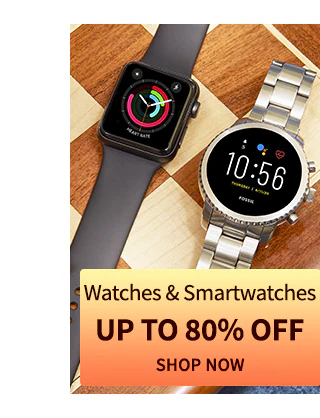 HEART RATE
10:56
FOSSIL
Watches & Smartwatches
UP TO 80% OFF
SHOP NOW